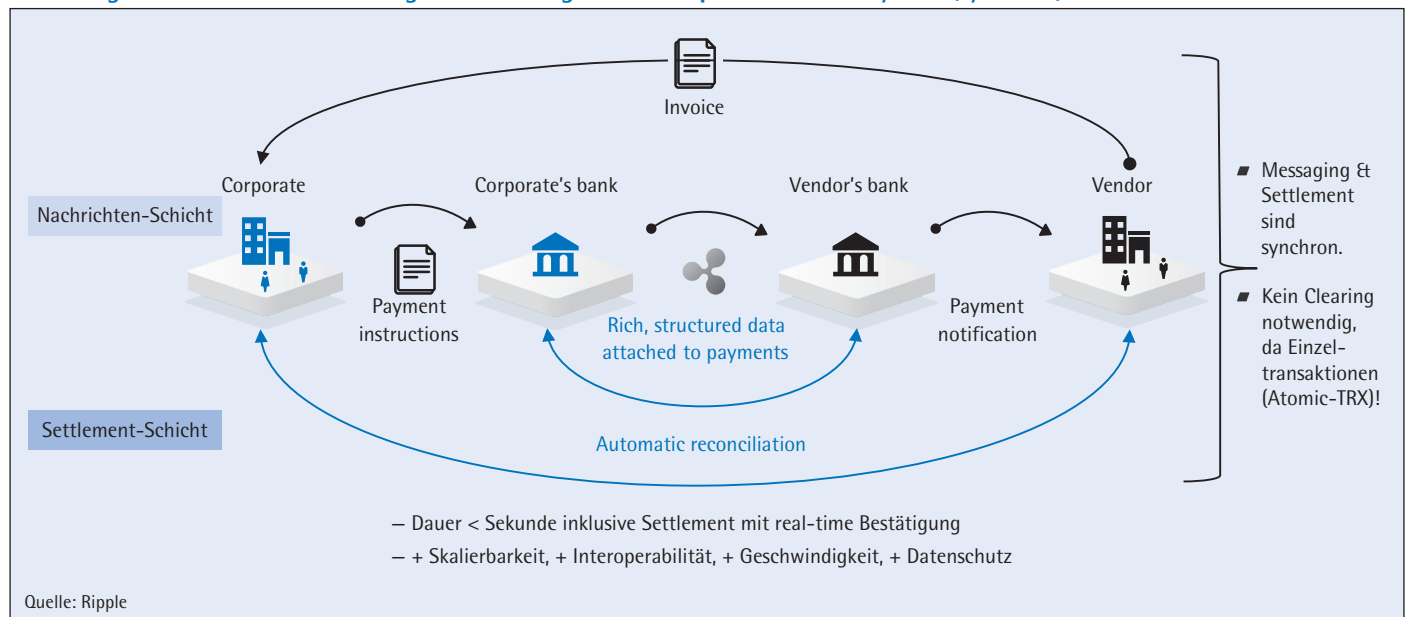 Invoice
Corporate
Corporate's bank
Vendor's bank
Vendor
Nachrichten-Schicht
Payment
instructions
Rich, structured data
attached to payments
Payment
notification
Settlement-Schicht
Automatic reconciliation
▰ Messaging &
Settlement
sind
synchron.
▰ Kein Clearing
notwendig,
da Einzel-
transaktionen
(Atomic-TRX)!
– Dauer < Sekunde inklusive Settlement mit real-time Bestätigung
– + Skalierbarkeit, + Interoperabilität, + Geschwindigkeit, + Datenschutz
Quelle: Ripple